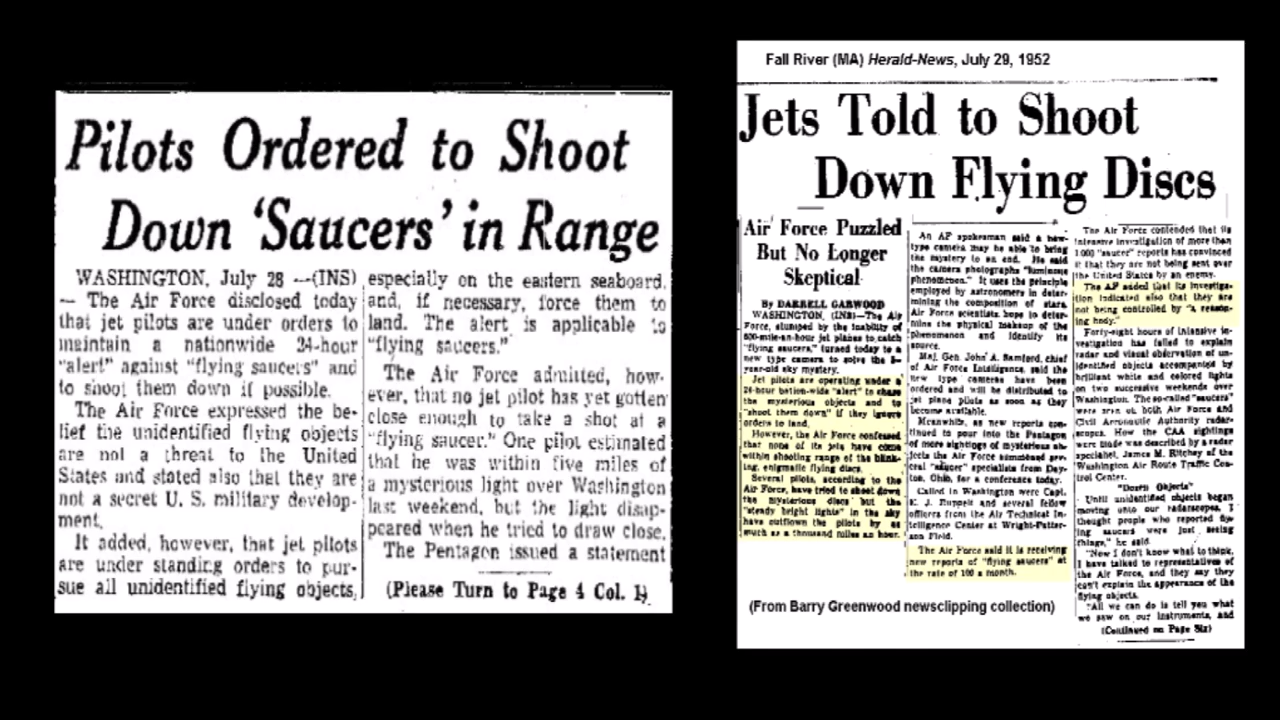 Pilots Ordered to Shoot
Down ‘Saucers’ in Range
WASHINGTON, July 28 —(INS)
— The Air Force disclosed today
that jet pilots are under orders to
maintain a nationwide 24-hour
“alert” against “flying saucers” and
to shoot them down if possible.
The Air Force expressed the be-
lief the unidentified flying objects
are not a threat to the United
States and stated also that they are
not a secret U. S. military develop-
ment.
It added, however, that jet pilots
are under standing orders to pur-
sue all unidentified flying objects,
especially on the eastern seaboard,
and, if necessary, force them to
land. The alert is applicable to
“flying saucers.”
The Air Force admitted, how-
ever, that no jet pilot has yet gotten
close enough to take a shot at a
“flying saucer.” One pilot estimated
that he was within five miles of
a mysterious light over Washington
last weekend, but the light disap-
peared when he tried to draw close.
The Pentagon issued a statement
(Please Turn to Page 4 Col. 1)
Fall River (MA) Herald-News, July 29, 1952
Jets Told to Shoot
Down Flying Discs
Air Force Puzzled
But No Longer
Skeptical
By DARRELL GARWOOD
WASHINGTON, (INS)—The Air
Force, stumped by the inability of
600-mile-an-hour jet planes to catch
“flying saucers,” turned today to a
new type camera to solve the
year-old sky mystery.
Jet pilots are operating under a
24-hour nation-wide “alert” to chase
the mysterious objects and to
“shoot them down” if they ignore
orders to land.
However, the Air Force confessed
that none of its jets have come
within shooting range of the blink-
ing, enigmatic flying discs.
Several pilots, according to the
Air Force, have tried to shoot down
the mysterious discs but the
“steady bright lights” in the sky
have outflown the pilots by as
much as a thousand miles an hour.
An AF spokesman said a new-
type camera may be able to bring
the mystery to an end. He said
the camera photographs “luminous
phenomenon.” It uses the principle
employed by astronomers in deter-
mining the composition of stars.
Air Force scientists hope to deter-
mine the physical makeup of the
phenomenon and identify its
source.
Maj. Gen. John A. Samford, chief
of Air Force Intelligence, said the
new type cameras have been
ordered and will be distributed to
jet plane pilots as soon as they
become available.
Meanwhile, as new reports con-
tinued to pour into the Pentagon
of more sightings of mysterious ob-
jects the Air Force summoned sev-
eral “saucer” specialists from Day-
ton, Ohio, for a conference today.
Called in Washington were Capt.
E. J. Ruppelt and several fellow
officers from the Air Technical In-
telligence Center at Wright-Patter-
son Field.
The Air Force said it is receiving
new reports of “flying saucers” at
the rate of 100 a month.
The Air Force contended that its
intensive investigation of more than
1,000 “saucer” reports has convinced
it that they are not being sent over
the United States by an enemy.
The AF added that its investiga-
tion indicated also that they are
not being controlled by “a reason-
ing body.”
Forty-eight hours of intensive in-
vestigation has failed to explain
radar and visual observation of un-
identified objects accompanied by
brilliant white and colored lights
on two successive weekends over
Washington. The so-called “saucers”
were seen on both Air Force and
Civil Aeronautic Authority radar-
scopes. How the CAA sightings
were made was described by a radar
specialist, James M. Ritchey of the
Washington Air Route Traffic Con-
trol Center.
Objects”
Until unidentified objects began
moving onto our radarscopes, I
thought people who reported fly-
ing saucers were just seeing
things,” he said.
“Now I don’t know what to think.
I have talked to representatives of
the Air Force, and they say they
can’t explain the appearance of the
flying objects.
“All we can do is tell you what
we saw on our instruments, and
(Continued on Page Six)
(From Barry Greenwood newsclipping collection)